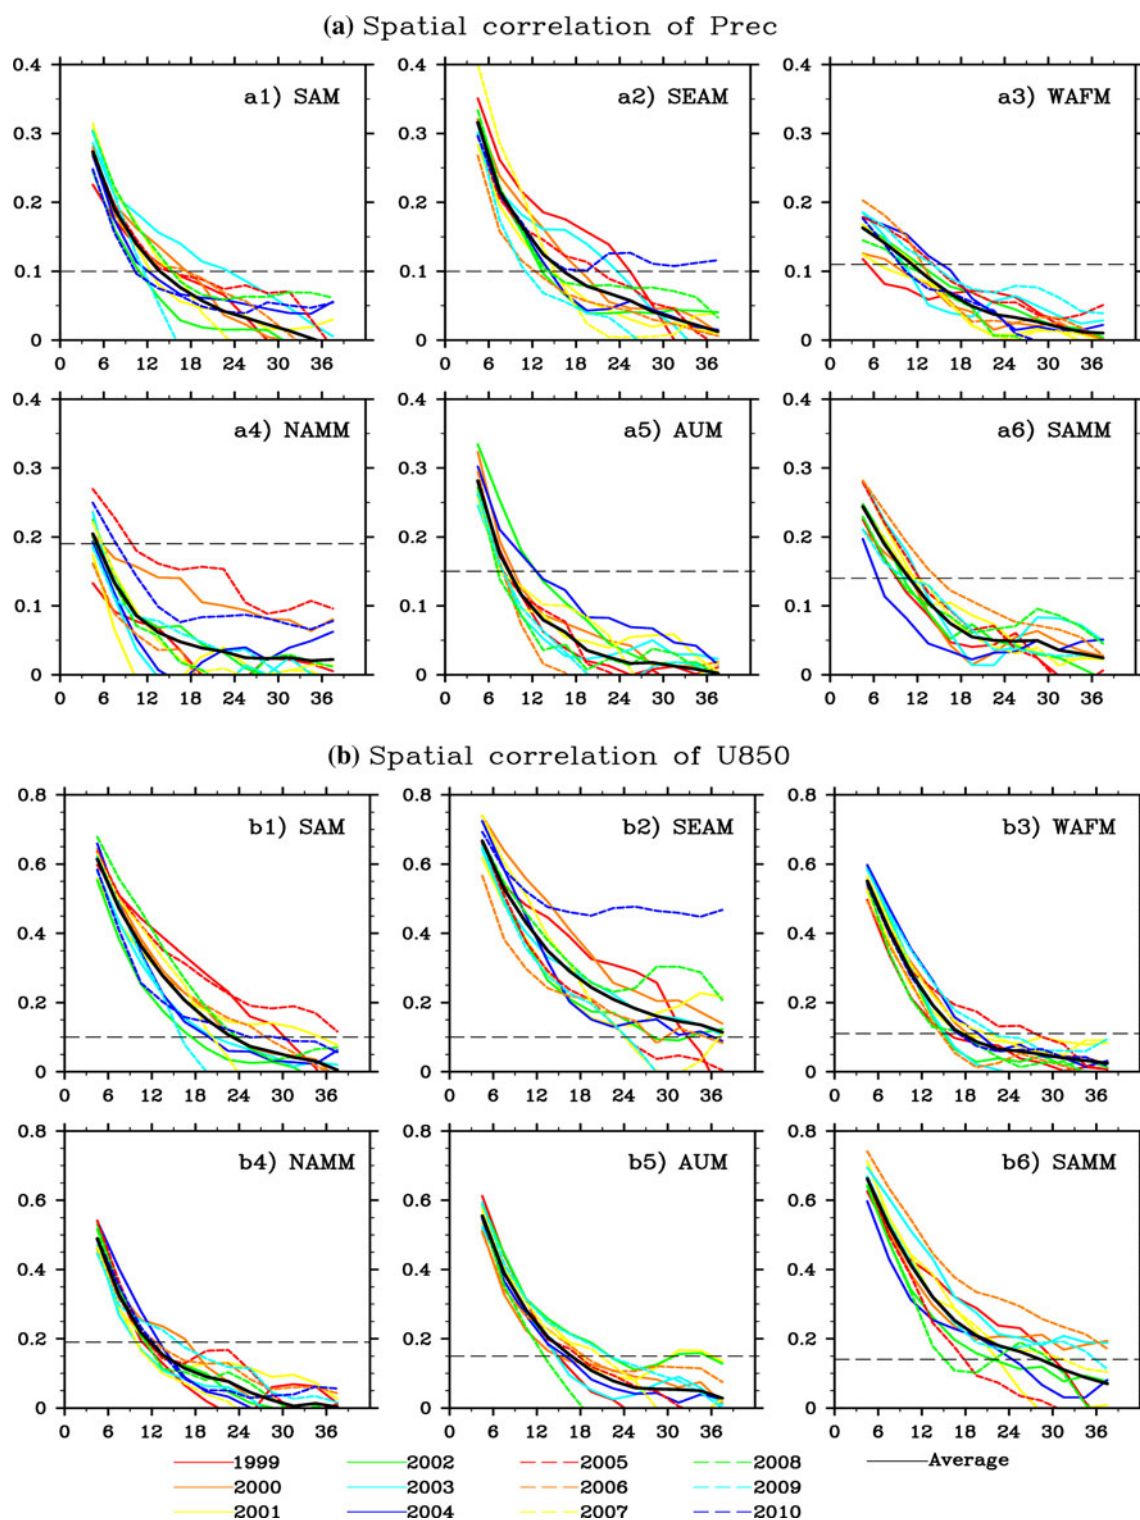 (a) Spatial correlation of Prec
0.4 0.4 0.4
a1) SAM a2) SEAM a3) WAFM
0.3 0.3 0.3
0.2 0.2 0.2
0.1 0.1 0.1
0 0 0
0 6 12 18 24 30 36 0 6 12 18 24 30 36 0 6 12 18 24 30 36
0.4 0.4 0.4
a4) NAMM a5) AUM a6) SAMM
0.3 0.3 0.3
0.2 0.2 0.2
0.1 0.1 0.1
0 0 0
0 6 12 18 24 30 36 0 6 12 18 24 30 36 0 6 12 18 24 30 36
(b) Spatial correlation of U850
0.8 0.8 0.8
b1) SAM b2) SEAM b3) WAFM
0.6 0.6 0.6
0.4 0.4 0.4
0.2 0.2 0.2
0 0 0
0 6 12 18 24 30 36 0 6 12 18 24 30 36 0 6 12 18 24 30 36
0.8 0.8 0.8
b4) NAMM b5) AUM b6) SAMM
0.6 0.6 0.6
0.4 0.4 0.4
0.2 0.2 0.2
0 0 0
0 6 12 18 24 30 36 0 6 12 18 24 30 36 0 6 12 18 24 30 36
1999 2002 2005 2008 Average
2000 2003 2006 2009
2001 2004 2007 2010